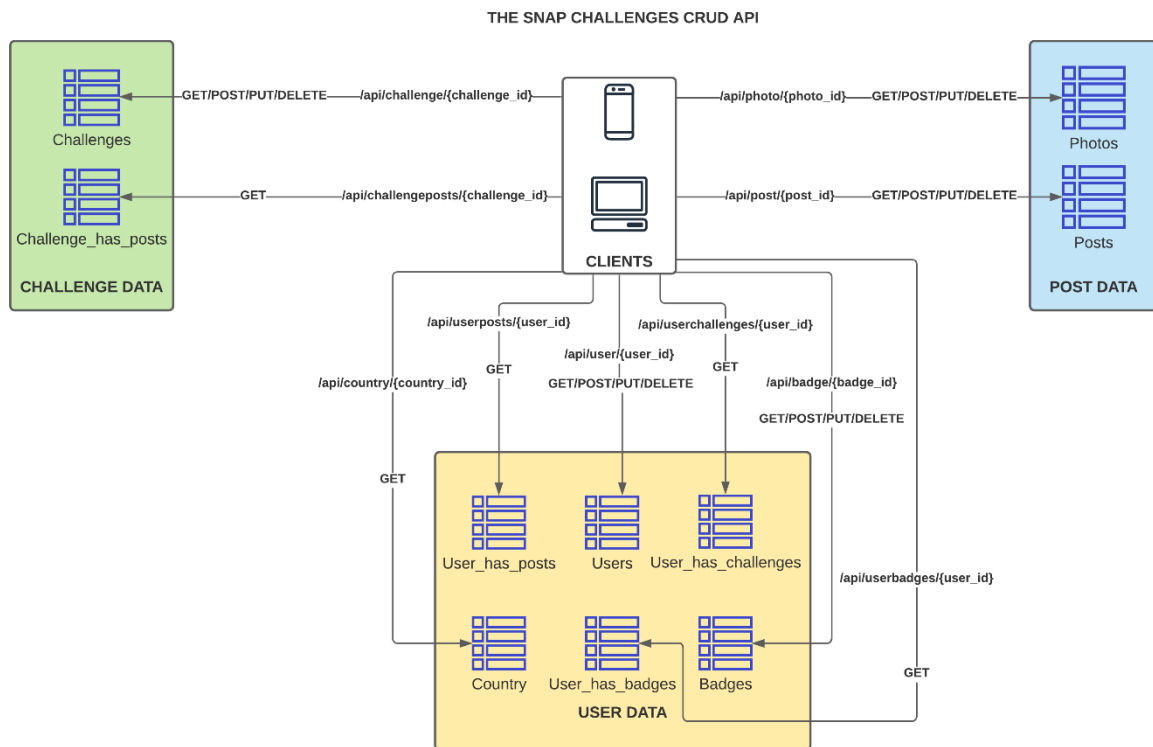 THE SNAP CHALLENGES CRUD API
GET/POST/PUT/DELETE
/api/challenge/{challenge_id}
Challenges
GET
/api/challengeposts/{challenge_id}
Challenge_has_posts
CHALLENGE DATA
CLIENTS
/api/photo/{photo_id}
GET/POST/PUT/DELETE
Photos
/api/post/{post_id}
GET/POST/PUT/DELETE
Posts
POST DATA
/api/userposts/{user_id}
GET
/api/user/{user_id}
GET/POST/PUT/DELETE
/api/userchallenges/{user_id}
GET
/api/country/{country_id}
GET
/api/badge/{badge_id}
GET/POST/PUT/DELETE
/api/userbadges/{user_id}
GET
User_has_posts
Users
User_has_challenges
Country
User_has_badges
Badges
USER DATA